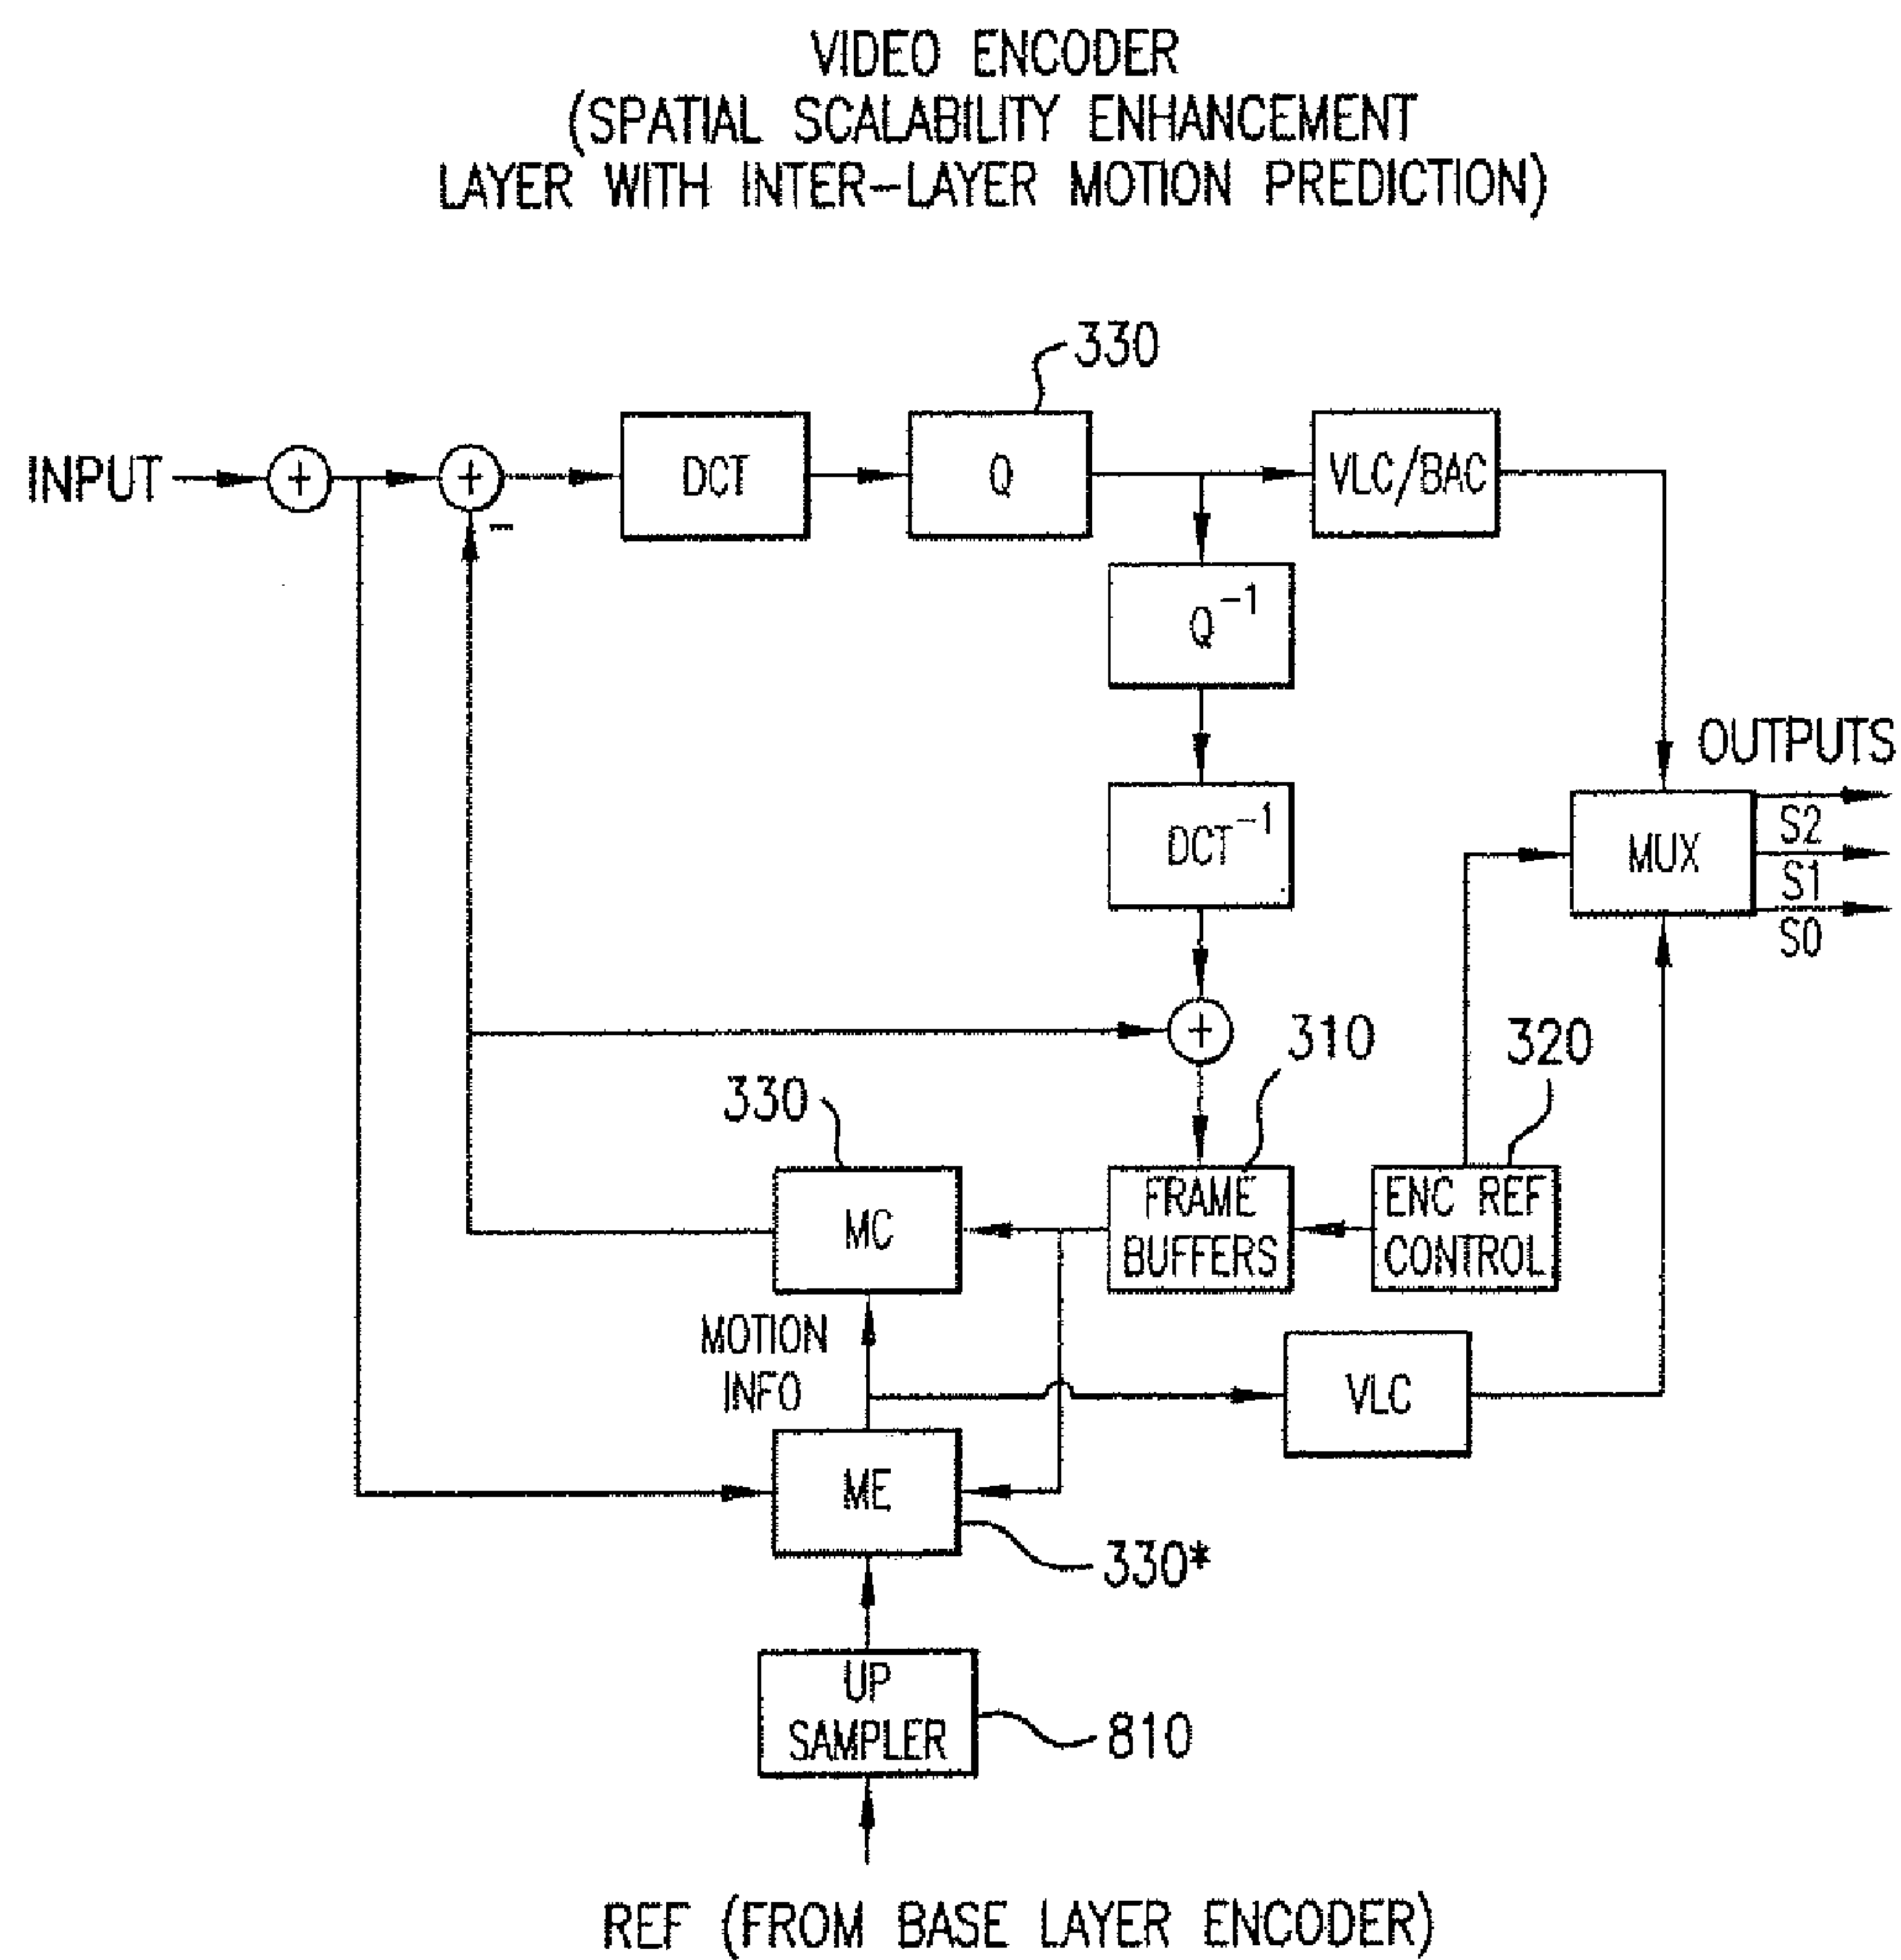 VIDEO ENCODER
(SPATIAL SCALABILITY ENHANCEMENT
LAYER WITH INTER-LAYER MOTION PREDICTION)
330
INPUT
+
+
-
DCT
Q
VLC/BAC
Q⁻¹
OUTPUTS
DCT⁻¹
MUX
S2
S1
S0
+
310
320
330
MC
FRAME
BUFFERS
ENC REF
CONTROL
MOTION
INFO
VLC
ME
330*
UP
SAMPLER
810
REF (FROM BASE LAYER ENCODER)